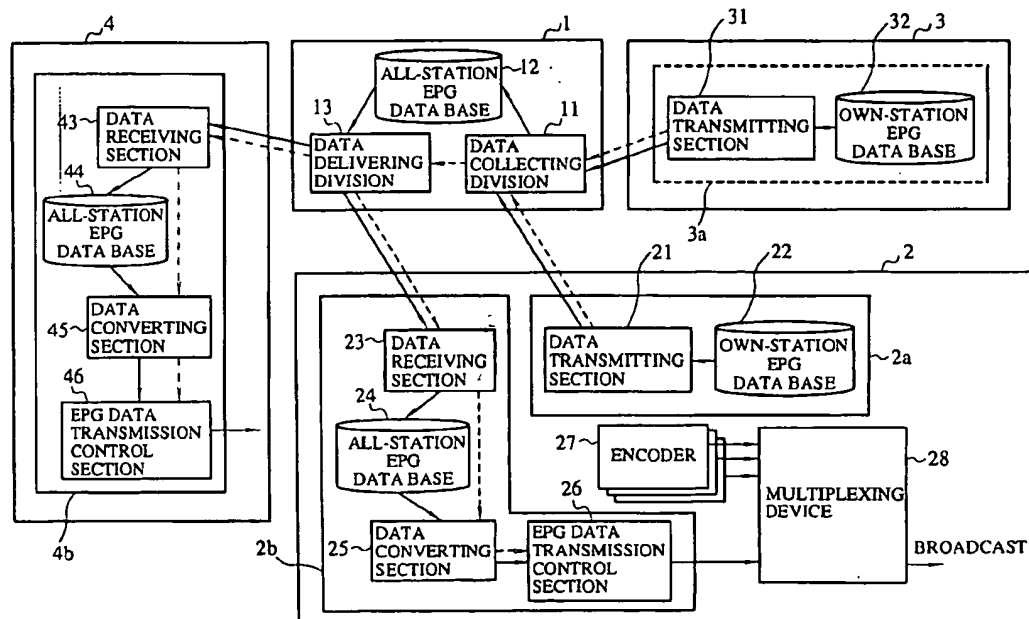 4
43
DATA
RECEIVING
SECTION
44
ALL-STATION
EPG
DATA BASE
45
DATA
CONVERTING
SECTION
46
EPG DATA
TRANSMISSION
CONTROL
SECTION
4b
1
ALL-STATION
EPG
DATA BASE
12
13
DATA
DELIVERING
DIVISION
11
DATA
COLLECTING
DIVISION
3
31
DATA
TRANSMITTING
SECTION
32
OWN-STATION
EPG
DATA BASE
3a
2
21
DATA
TRANSMITTING
SECTION
22
OWN-STATION
EPG
DATA BASE
2a
23
DATA
RECEIVING
SECTION
24
ALL-STATION
EPG
DATA BASE
25
DATA
CONVERTING
SECTION
26
EPG DATA
TRANSMISSION
CONTROL
SECTION
2b
27
ENCODER
28
MULTIPLEXING
DEVICE
BROADCAST